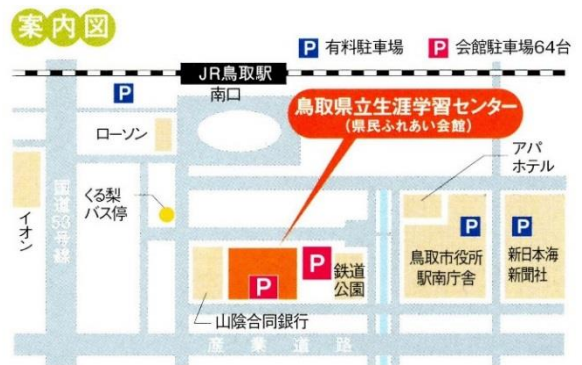 案内図
P 有料駐車場 P 会館駐車場64台
JR鳥取駅
南口
P
鳥取県立生涯学習センター
(県民ふれあい会館)
ローソン
アパ
ホテル
国道53号線
くる梨
バス停
イオン
P
鉄道
公園
P
鳥取市役所
駅南庁舎
P
新日本海
新聞社
P
山陰合同銀行
産業道路